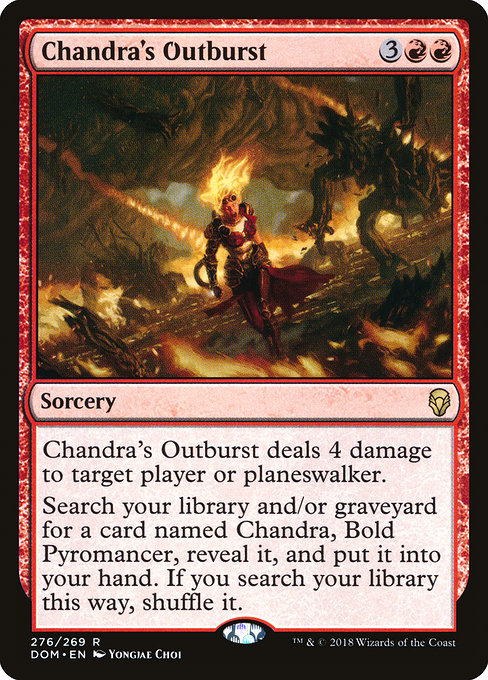 Chandra's Outburst 3
Sorcery
Chandra's Outburst deals 4 damage
to target player or planeswalker.
Search your library and/or graveyard
for a card named Chandra, Bold
Pyromancer, reveal it, and put it into
your hand. If you search your library
this way, shuffle it.
276/269 R
DOM • EN Yongjae Choi
™ & © 2018 Wizards of the Coast